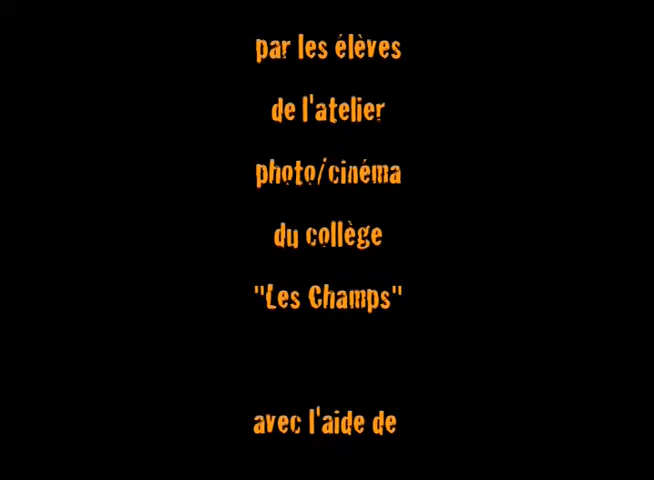 par les élèves
de l'atelier
photo/cinéma
du collège
"Les Champs"
avec l'aide de